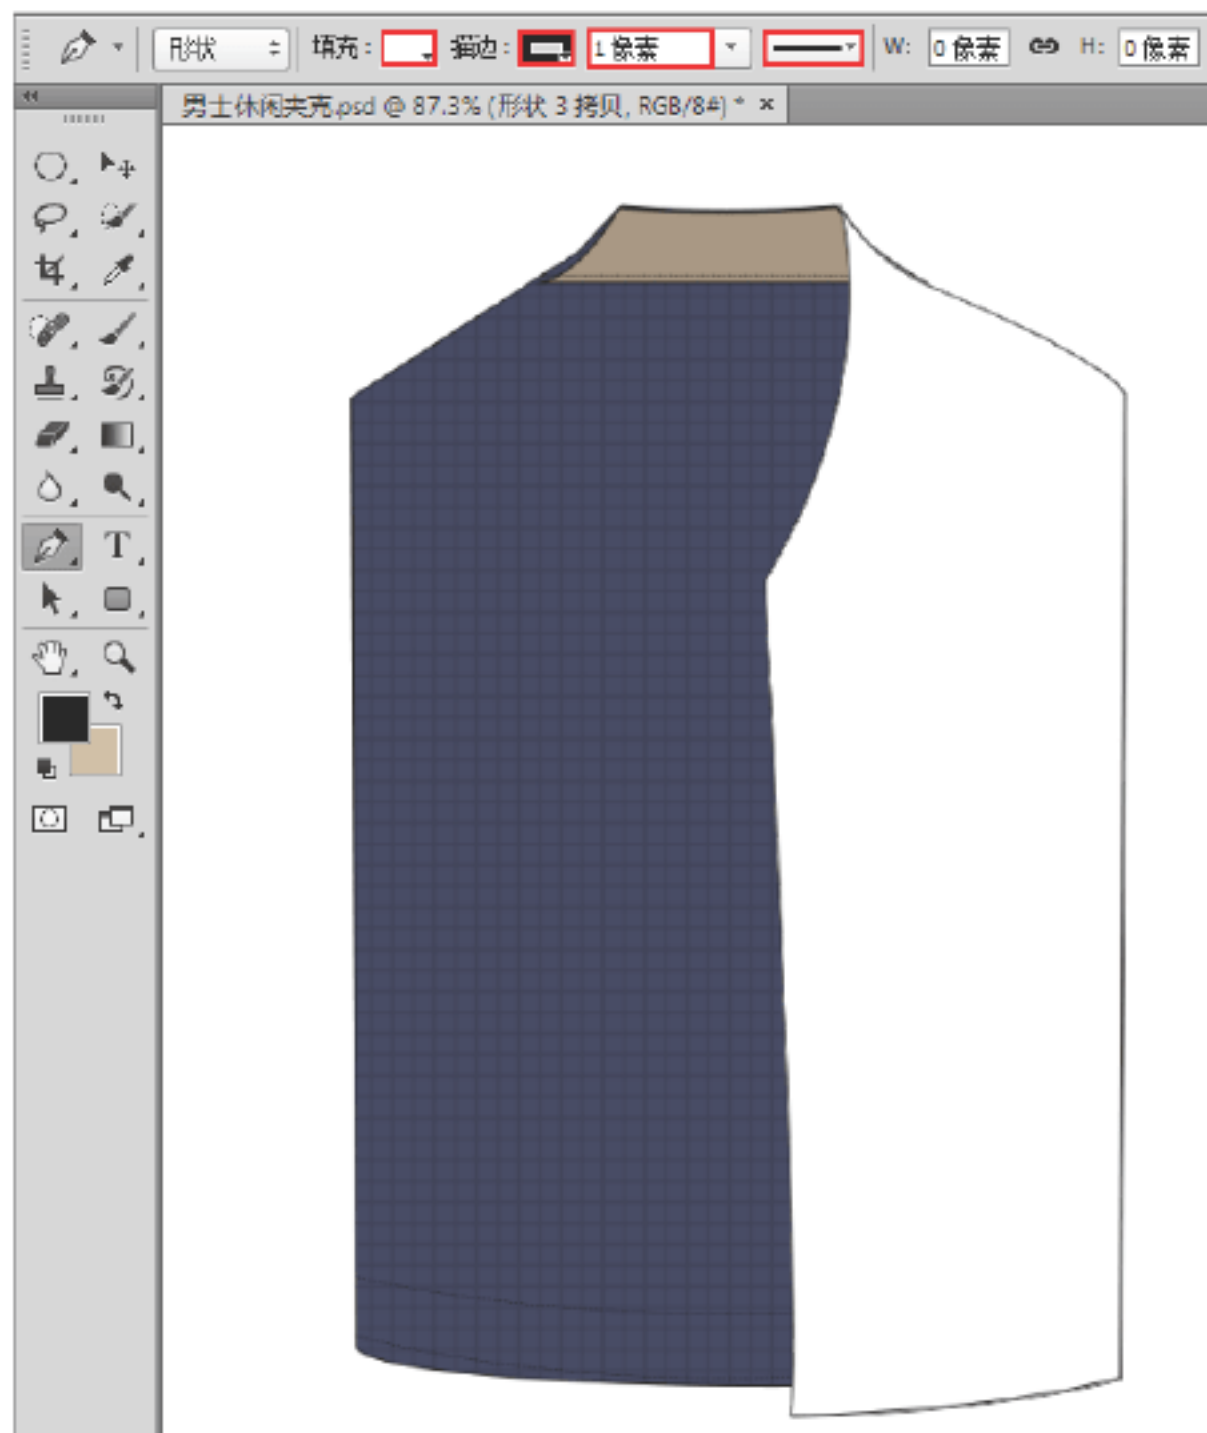 形状 填充： 描边： 1 像素 W: 0 像素 H: 0 像素
男士休闲夹克.psd @ 87.3% (形状 3 拷贝, RGB/8#) * ×
T